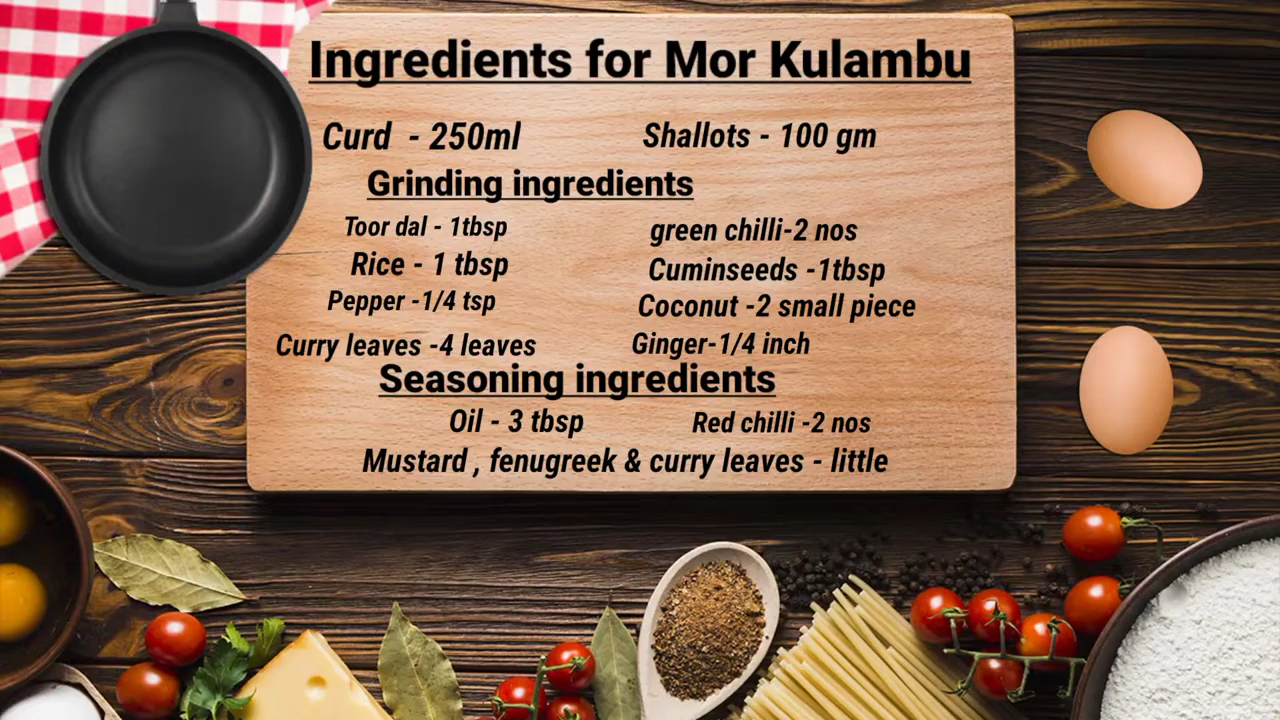 Ingredients for Mor Kulambu
Curd - 250ml Shallots - 100 gm
Grinding ingredients
Toor dal - 1tbsp green chilli-2 nos
Rice - 1 tbsp Cuminseeds -1tbsp
Pepper -1/4 tsp Coconut -2 small piece
Curry leaves -4 leaves Ginger-1/4 inch
Seasoning ingredients
Oil - 3 tbsp Red chilli -2 nos
Mustard , fenugreek & curry leaves - little